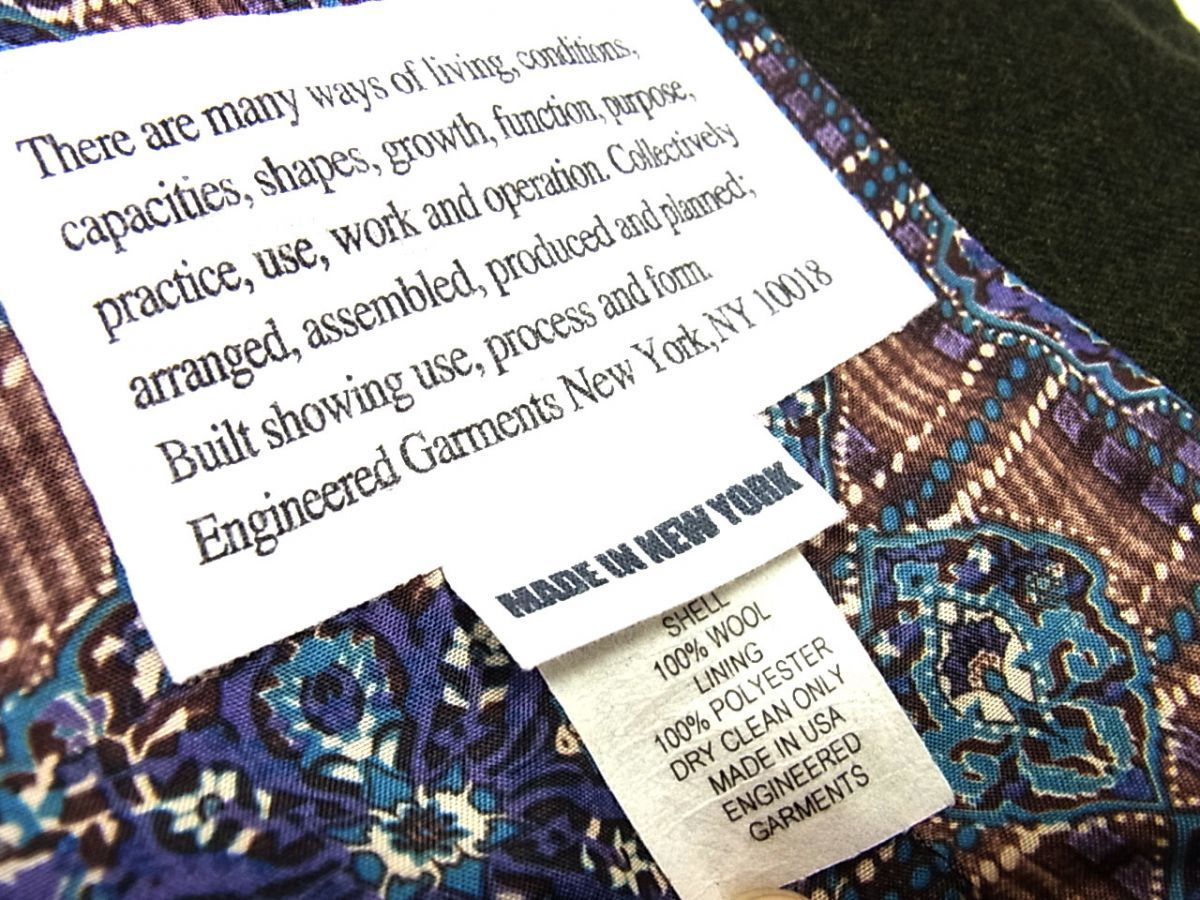 There are many ways of living, conditions,
capacities, shapes, growth, function, purpose,
practice, use, work and operation. Collectively
arranged, assembled, produced and planned;
Built showing use, process and form.
Engineered Garments New York, NY 10018
MADE IN NEW YORK
SHELL
100% WOOL
LINING
100% POLYESTER
DRY CLEAN ONLY
MADE IN USA
ENGINEERED
GARMENTS